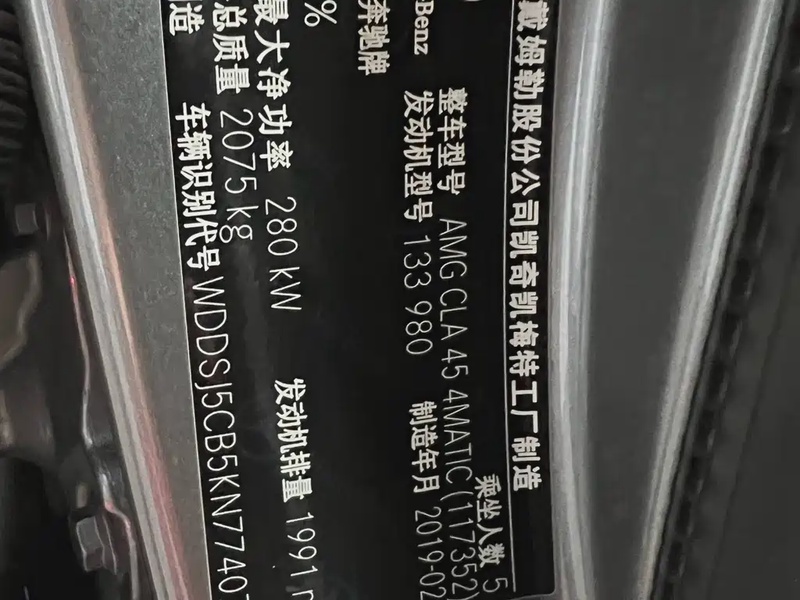 戴姆勒股份公司凯奇凯梅特工厂制造
乘坐人数 5
整车型号 AMG CLA 45 4MATIC (117352)
Benz 发动机型号 133 980 制造年月 2019-02
奔驰牌
%
最大净功率 280 kW 发动机排量 1991
总质量 2075 kg
造 车辆识别代号 WDDSJ5CB5KN7740